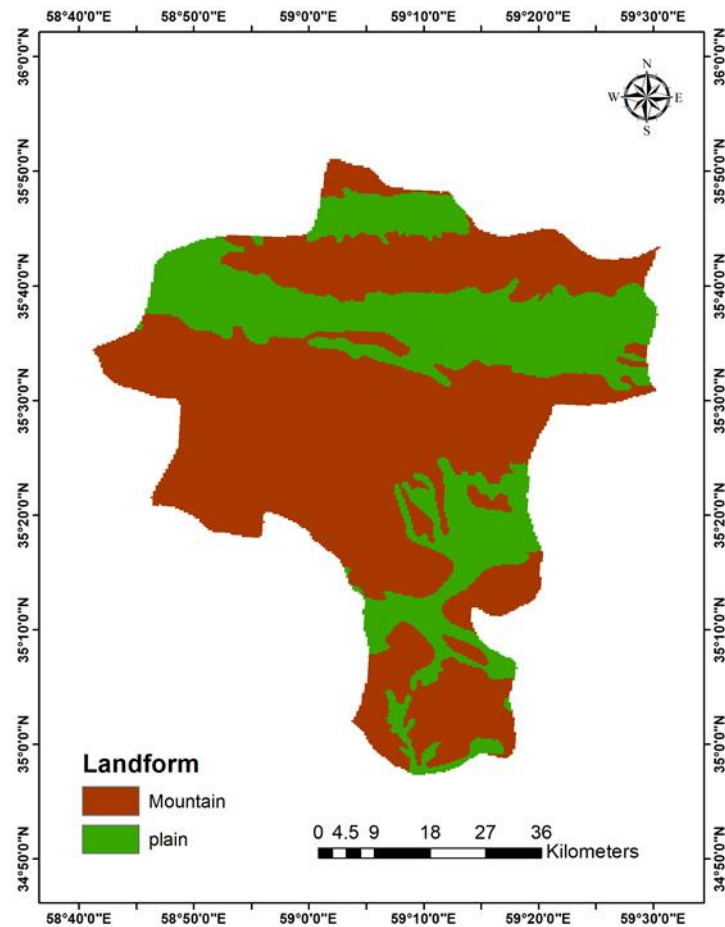 58°40'0"E 58°50'0"E 59°0'0"E 59°10'0"E 59°20'0"E 59°30'0"E
36°0'0"N 36°0'0"N
N
W E
S
35°50'0"N 35°50'0"N
35°40'0"N 35°40'0"N
35°30'0"N 35°30'0"N
35°20'0"N 35°20'0"N
35°10'0"N 35°10'0"N
35°0'0"N 35°0'0"N
Landform
Mountain
plain
0 4.5 9 18 27 36
Kilometers
34°50'0"N 34°50'0"N
58°40'0"E 58°50'0"E 59°0'0"E 59°10'0"E 59°20'0"E 59°30'0"E